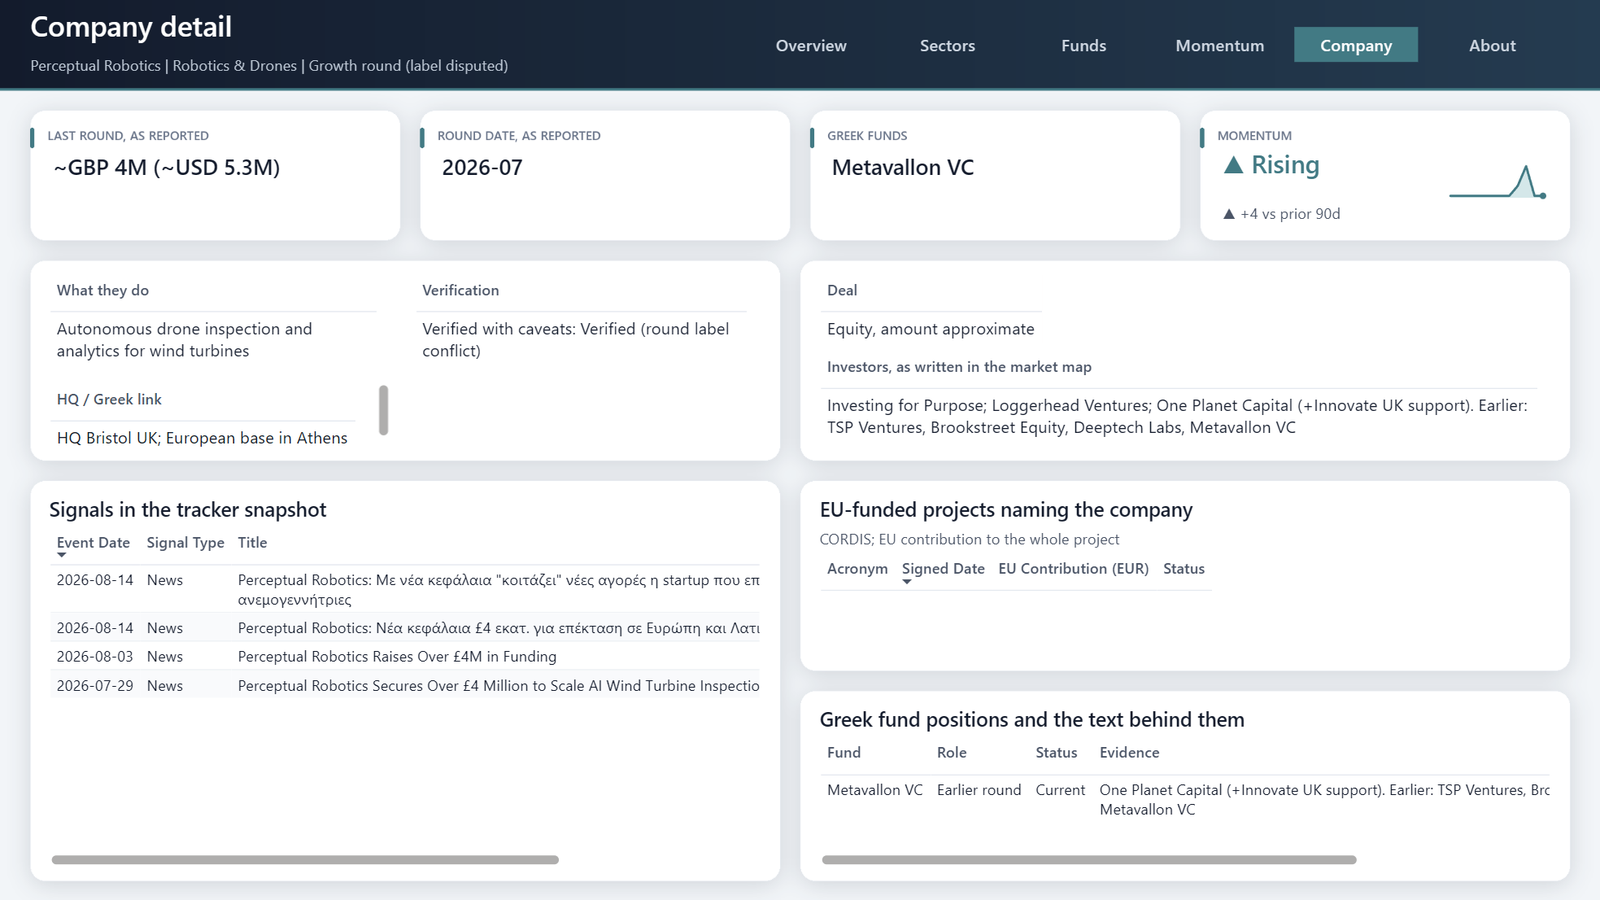 Company detail
Perceptual Robotics | Robotics & Drones | Growth round (label disputed)
Overview
Sectors
Funds
Momentum
Company
About
LAST ROUND, AS REPORTED
~GBP 4M (~USD 5.3M)
ROUND DATE, AS REPORTED
2026-07
GREEK FUNDS
Metavallon VC
MOMENTUM
▲ Rising
▲ +4 vs prior 90d
What they do
Autonomous drone inspection and
analytics for wind turbines
HQ / Greek link
HQ Bristol UK; European base in Athens
Verification
Verified with caveats: Verified (round label
conflict)
Deal
Equity, amount approximate
Investors, as written in the market map
Investing for Purpose; Loggerhead Ventures; One Planet Capital (+Innovate UK support). Earlier:
TSP Ventures, Brookstreet Equity, Deeptech Labs, Metavallon VC
Signals in the tracker snapshot
Event Date Signal Type Title
2026-08-14 News Perceptual Robotics: Με νέα κεφάλαια "κοιτάζει" νέες αγορές η startup που επ
ανεμογεννήτριες
2026-08-14 News Perceptual Robotics: Νέα κεφάλαια £4 εκατ. για επέκταση σε Ευρώπη και Λατι
2026-08-03 News Perceptual Robotics Raises Over £4M in Funding
2026-07-29 News Perceptual Robotics Secures Over £4 Million to Scale AI Wind Turbine Inspectio
EU-funded projects naming the company
CORDIS; EU contribution to the whole project
Acronym Signed Date EU Contribution (EUR) Status
Greek fund positions and the text behind them
Fund Role Status Evidence
Metavallon VC Earlier round Current One Planet Capital (+Innovate UK support). Earlier: TSP Ventures, Brc
Metavallon VC